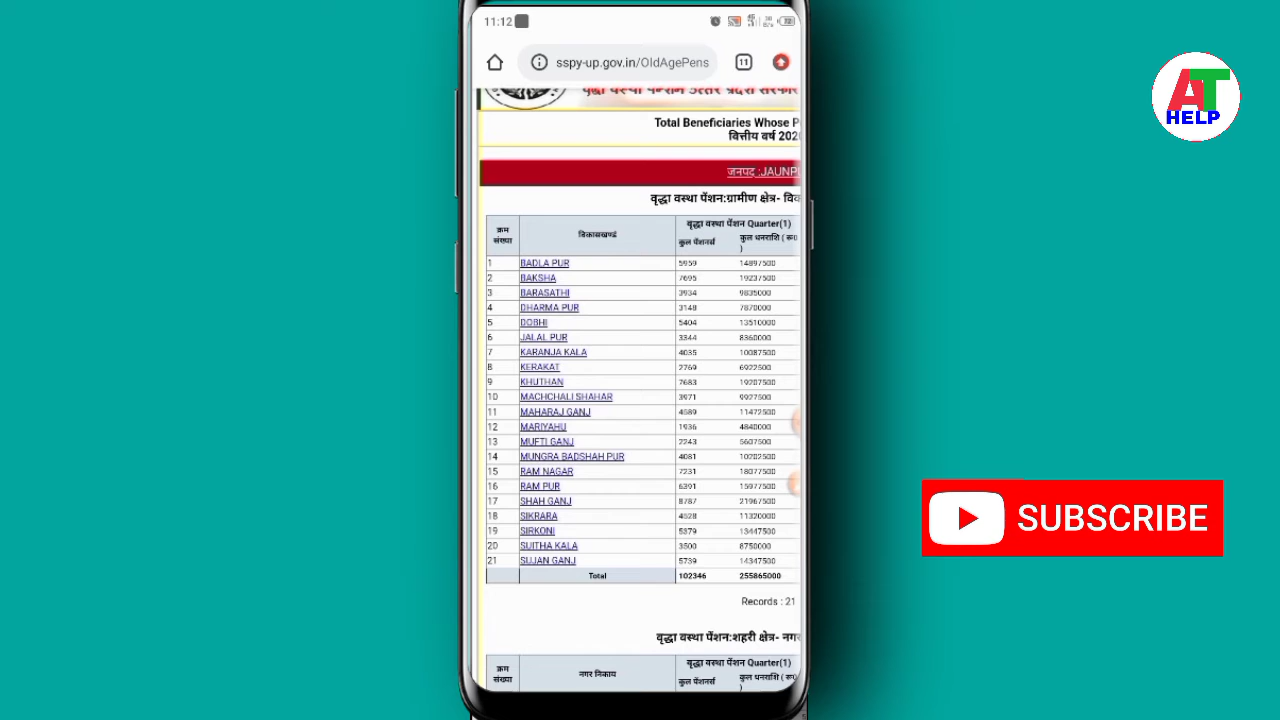 11:12
sspy-up.gov.in/OldAgePens
11
Total Beneficiaries Whose P
वित्तीय वर्ष 202
जनपद :JAUNP
वृद्धा वस्था पेंशन:ग्रामीण क्षेत्र- विक
क्रम संख्या विकासखण्ड वृद्धा वस्था पेंशन Quarter(1)
कुल पेंशनर्स कुल धनराशि ( रू0 )
1 BADLA PUR 5959 14897500
2 BAKSHA 7695 19237500
3 BARASATHI 3934 9835000
4 DHARMA PUR 3148 7870000
5 DOBHI 5404 13510000
6 JALAL PUR 3344 8360000
7 KARANJA KALA 4035 10087500
8 KERAKAT 2769 6922500
9 KHUTHAN 7683 19207500
10 MACHCHALI SHAHAR 3971 9927500
11 MAHARAJ GANJ 4589 11472500
12 MARIYAHU 1936 4840000
13 MUFTI GANJ 2243 5607500
14 MUNGRA BADSHAH PUR 4081 10202500
15 RAM NAGAR 7231 18077500
16 RAM PUR 6391 15977500
17 SHAH GANJ 8787 21967500
18 SIKRARA 4528 11320000
19 SIRKONI 5379 13447500
20 SUITHA KALA 3500 8750000
21 SUJAN GANJ 5739 14347500
Total 102346 255865000
Records : 21
वृद्धा वस्था पेंशन:शहरी क्षेत्र- नगर
क्रम संख्या नगर निकाय वृद्धा वस्था पेंशन Quarter(1)
कुल पेंशनर्स कुल धनराशि ( रू0 )
AT
HELP
SUBSCRIBE